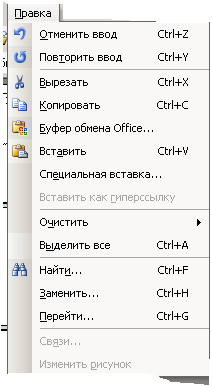 Правка
Отменить ввод Ctrl+Z
Повторить ввод Ctrl+Y
Вырезать Ctrl+X
Копировать Ctrl+C
Буфер обмена Office...
Вставить Ctrl+V
Специальная вставка...
Вставить как гиперссылку
Очистить
Выделить все Ctrl+A
Найти... Ctrl+F
Заменить... Ctrl+H
Перейти... Ctrl+G
Связи...
Изменить рисунок